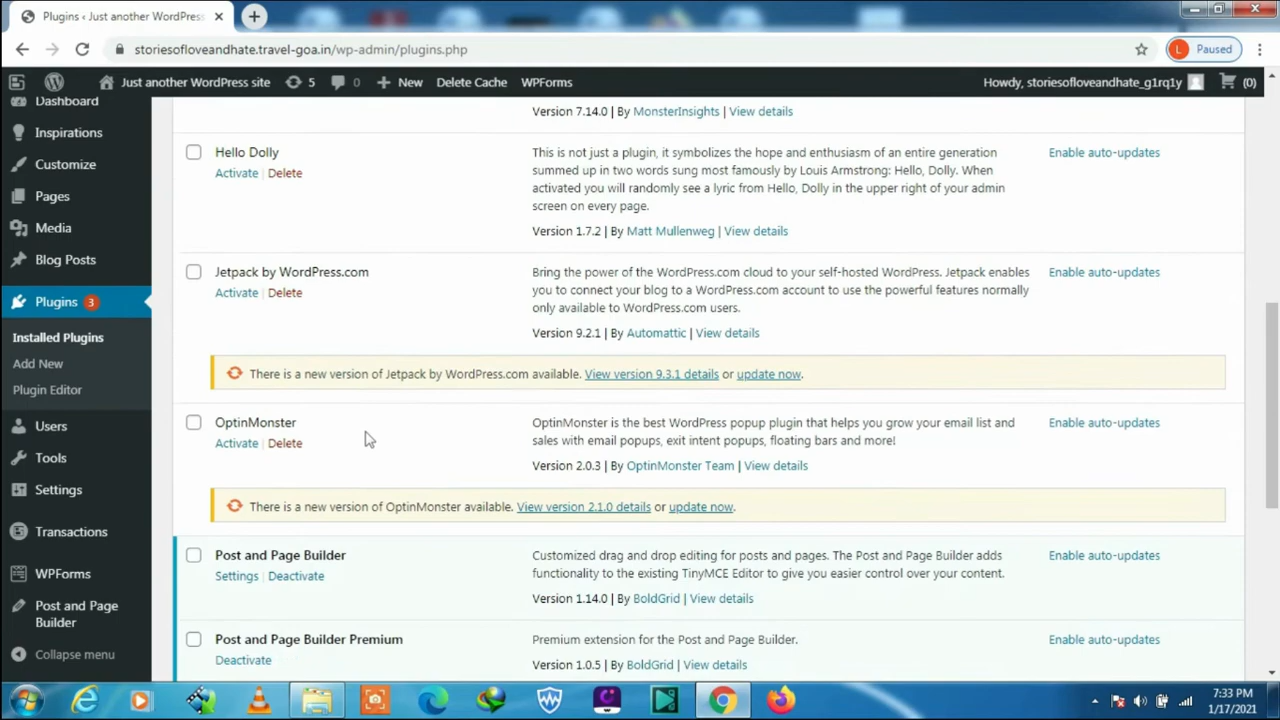 Plugins ‹ Just another WordPress
storiesofloveandhate.travel-goa.in/wp-admin/plugins.php
L Paused
Just another WordPress site 5 0 New Delete Cache WPForms Howdy, storiesofloveandhate_g1rq1y (0)
Dashboard
Inspirations
Customize
Pages
Media
Blog Posts
Plugins 3
Installed Plugins
Add New
Plugin Editor
Users
Tools
Settings
Transactions
WPForms
Post and Page
Builder
Collapse menu
Version 7.14.0 | By MonsterInsights | View details
Hello Dolly
Activate | Delete
This is not just a plugin, it symbolizes the hope and enthusiasm of an entire generation
summed up in two words sung most famously by Louis Armstrong: Hello, Dolly. When
activated you will randomly see a lyric from Hello, Dolly in the upper right of your admin
screen on every page.
Version 1.7.2 | By Matt Mullenweg | View details
Enable auto-updates
Jetpack by WordPress.com
Activate | Delete
Bring the power of the WordPress.com cloud to your self-hosted WordPress. Jetpack enables
you to connect your blog to a WordPress.com account to use the powerful features normally
only available to WordPress.com users.
Version 9.2.1 | By Automattic | View details
Enable auto-updates
There is a new version of Jetpack by WordPress.com available. View version 9.3.1 details or update now.
OptinMonster
Activate | Delete
OptinMonster is the best WordPress popup plugin that helps you grow your email list and
sales with email popups, exit intent popups, floating bars and more!
Version 2.0.3 | By OptinMonster Team | View details
Enable auto-updates
There is a new version of OptinMonster available. View version 2.1.0 details or update now.
Post and Page Builder
Settings | Deactivate
Customized drag and drop editing for posts and pages. The Post and Page Builder adds
functionality to the existing TinyMCE Editor to give you easier control over your content.
Version 1.14.0 | By BoldGrid | View details
Enable auto-updates
Post and Page Builder Premium
Deactivate
Premium extension for the Post and Page Builder.
Version 1.0.5 | By BoldGrid | View details
Enable auto-updates
7:33 PM
1/17/2021